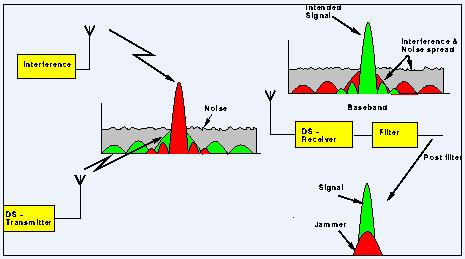 Intended
Signal
Interference &
Noise spread
Interference
Noise
Baseband
DS -
Receiver
Filter
Post filter
DS -
Transmitter
Signal
Jammer